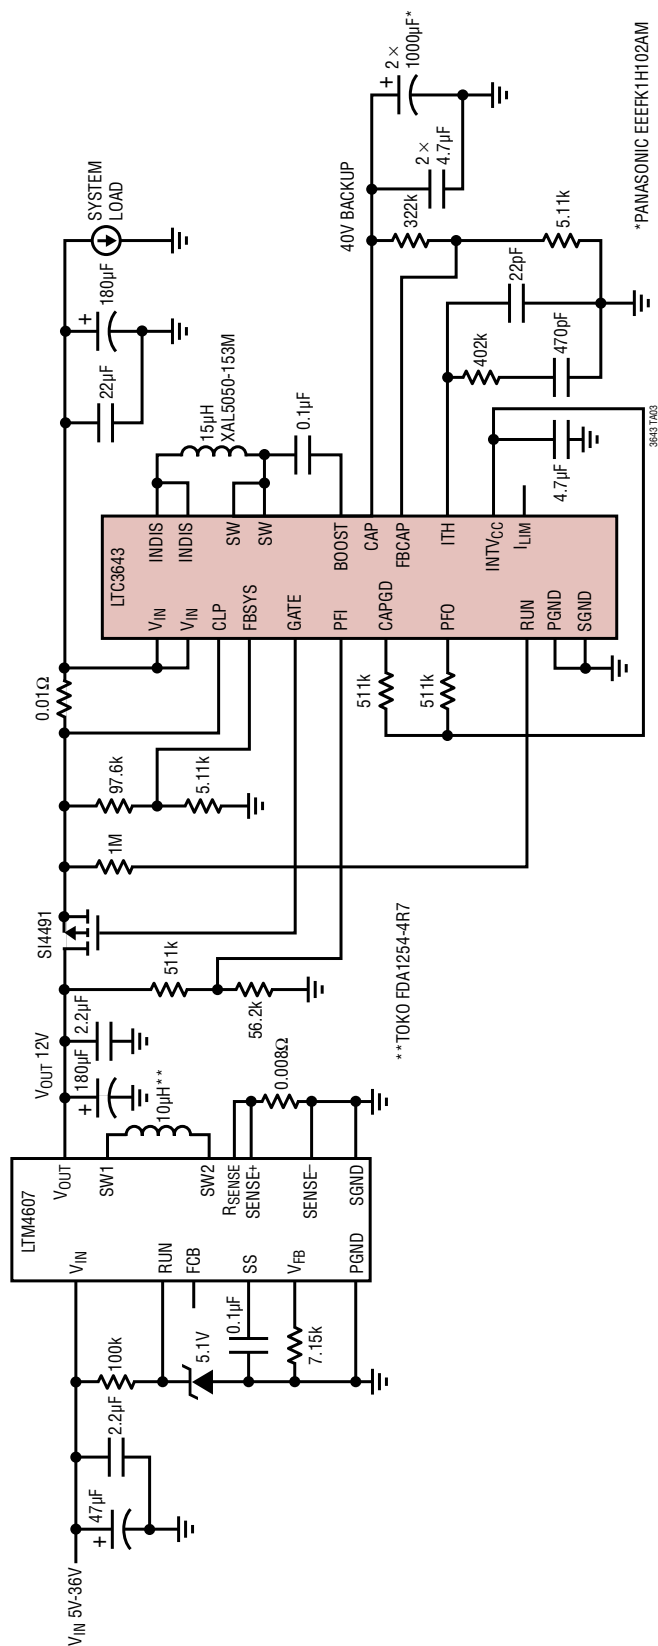 VIN 5V-36V
47µF
+
2.2µF
100k
5.1V
0.1µF
7.15k
LTM4607
VIN
RUN
FCB
SS
VFB
PGND
VOUT
SW1
SW2
RSENSE
SENSE+
SENSE–
SGND
10µH**
0.008Ω
VOUT 12V
180µF
+
2.2µF
SI4491
511k
56.2k
**TOKO FDA1254-4R7
1M
97.6k
5.11k
0.01Ω
511k
511k
LTC3643
VIN
VIN
CLP
FBSYS
GATE
PFI
CAPGD
PFO
RUN
PGND
SGND
INDIS
INDIS
SW
SW
BOOST
CAP
FBCAP
ITH
INTVCC
ILIM
15µH
XAL5050-153M
0.1µF
22µF
180µF
+
SYSTEM
LOAD
40V BACKUP
322k
2 ×
4.7µF
+
2 ×
1000µF*
5.11k
22pF
402k
470pF
4.7µF
3643 TA03
*PANASONIC EEEFK1H102AM